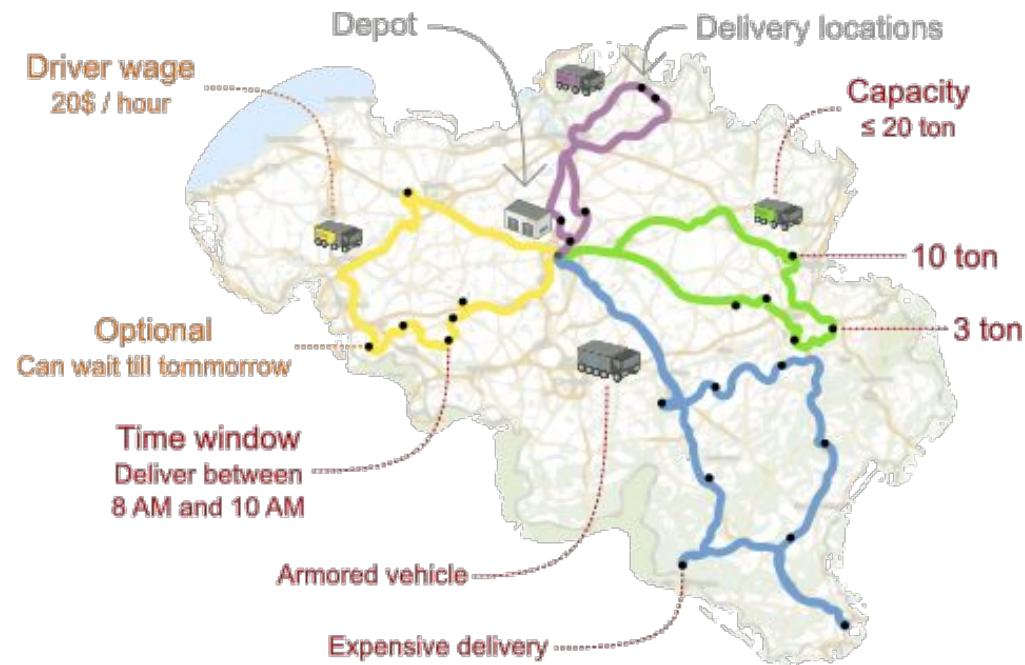 Depot
Delivery locations
Driver wage
20$ / hour
Capacity
≤ 20 ton
10 ton
3 ton
Optional
Can wait till tommorrow
Time window
Deliver between
8 AM and 10 AM
Armored vehicle
Expensive delivery